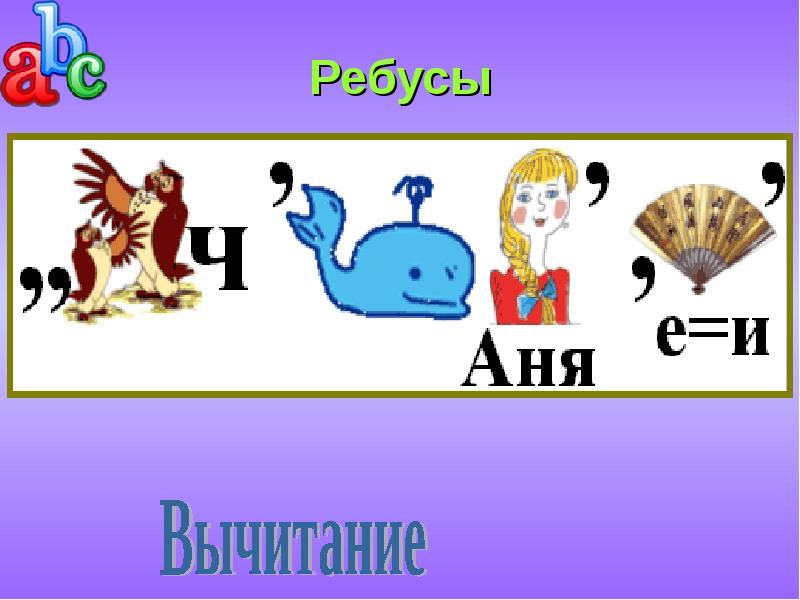 abc
Ребусы
,, ч , , , ,
Аня е=и
Вычитание